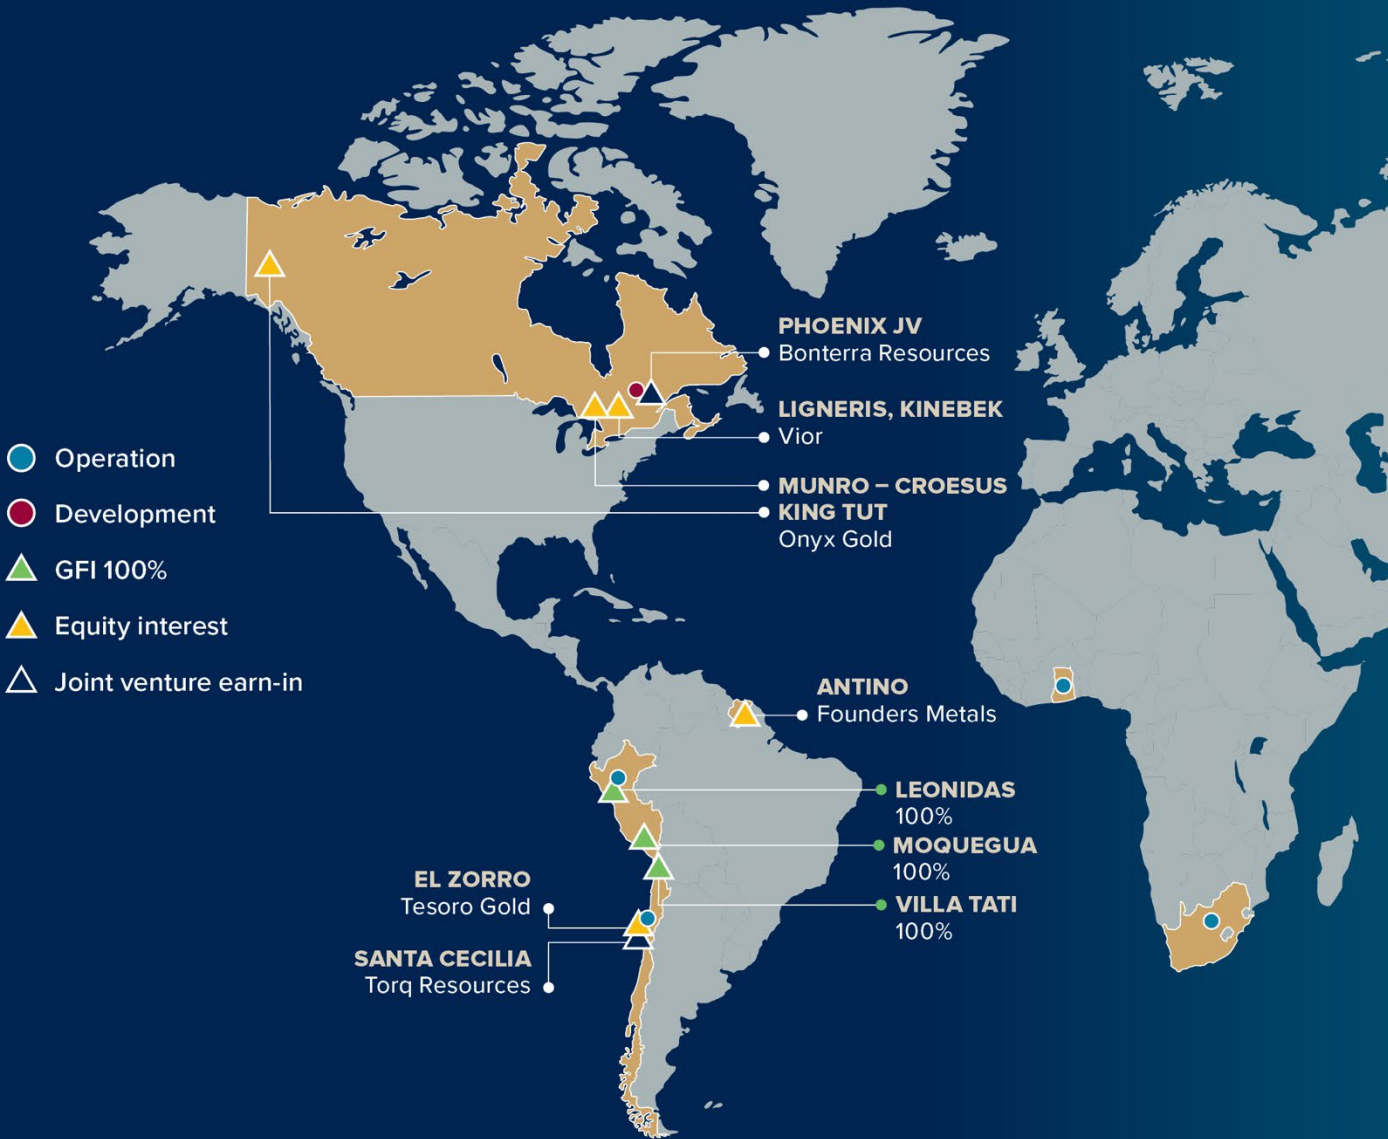 PHOENIX JV
Bonterra Resources
LIGNERIS, KINEBEK
Vior
MUNRO – CROESUS
KING TUT
Onyx Gold
Operation
Development
GFI 100%
Equity interest
Joint venture earn-in
ANTINO
Founders Metals
LEONIDAS
100%
MOQUEGUA
100%
VILLA TATI
100%
EL ZORRO
Tesoro Gold
SANTA CECILIA
Torq Resources